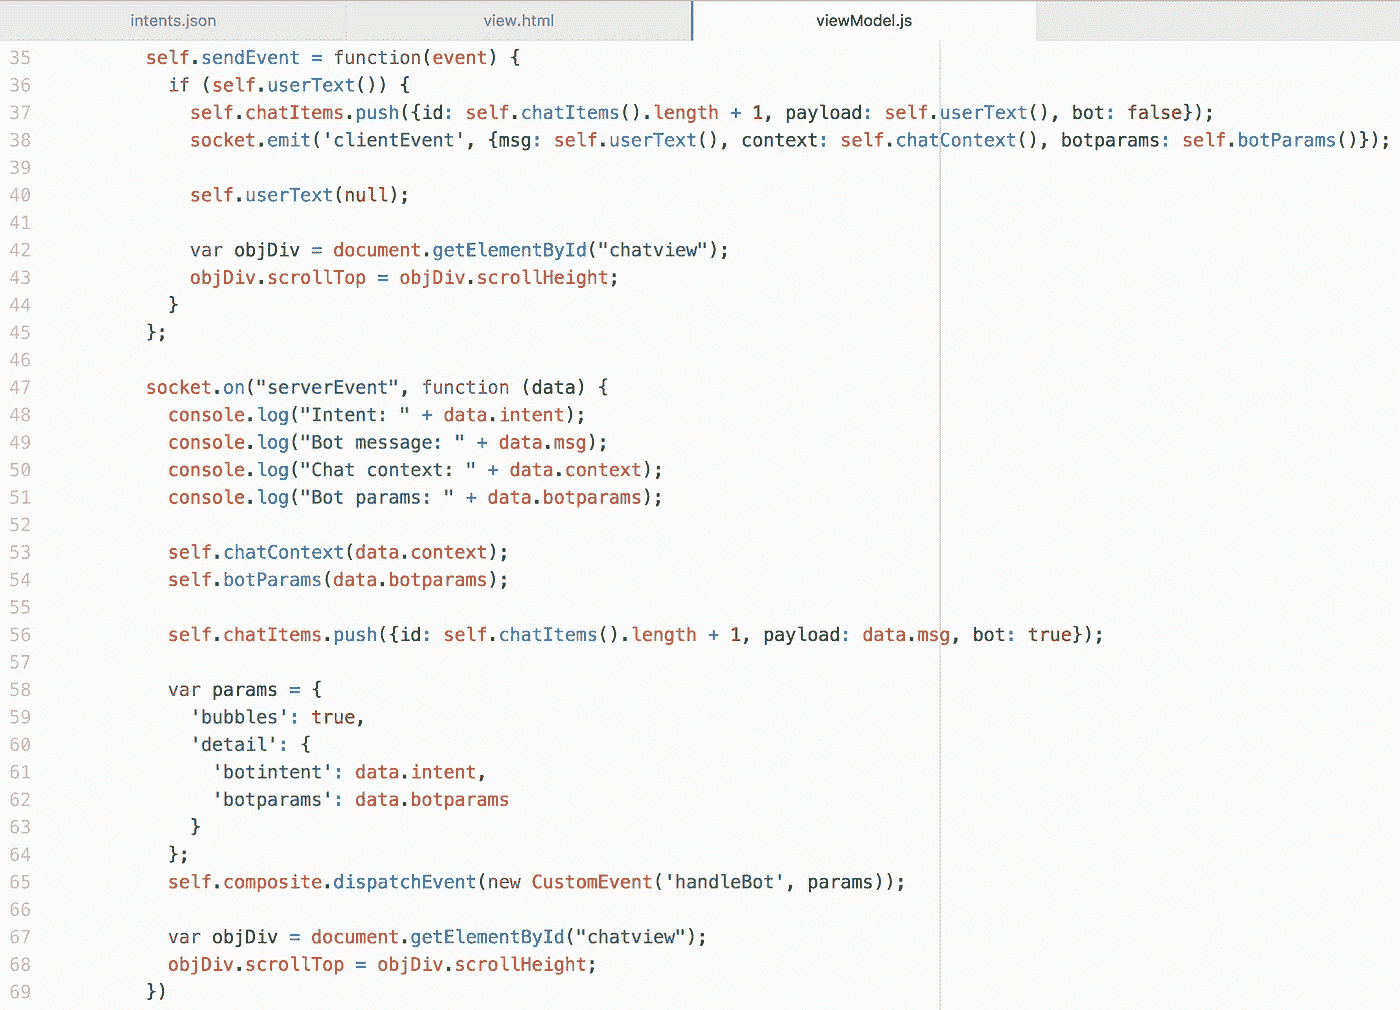 intents.json view.html viewModel.js
35 self.sendEvent = function(event) {
36 if (self.userText()) {
37 self.chatItems.push({id: self.chatItems().length + 1, payload: self.userText(), bot: false});
38 socket.emit('clientEvent', {msg: self.userText(), context: self.chatContext(), botparams: self.botParams()});
39
40 self.userText(null);
41
42 var objDiv = document.getElementById("chatview");
43 objDiv.scrollTop = objDiv.scrollHeight;
44 }
45 };
46
47 socket.on("serverEvent", function (data) {
48 console.log("Intent: " + data.intent);
49 console.log("Bot message: " + data.msg);
50 console.log("Chat context: " + data.context);
51 console.log("Bot params: " + data.botparams);
52
53 self.chatContext(data.context);
54 self.botParams(data.botparams);
55
56 self.chatItems.push({id: self.chatItems().length + 1, payload: data.msg, bot: true});
57
58 var params = {
59 'bubbles': true,
60 'detail': {
61 'botintent': data.intent,
62 'botparams': data.botparams
63 }
64 };
65 self.composite.dispatchEvent(new CustomEvent('handleBot', params));
66
67 var objDiv = document.getElementById("chatview");
68 objDiv.scrollTop = objDiv.scrollHeight;
69 })